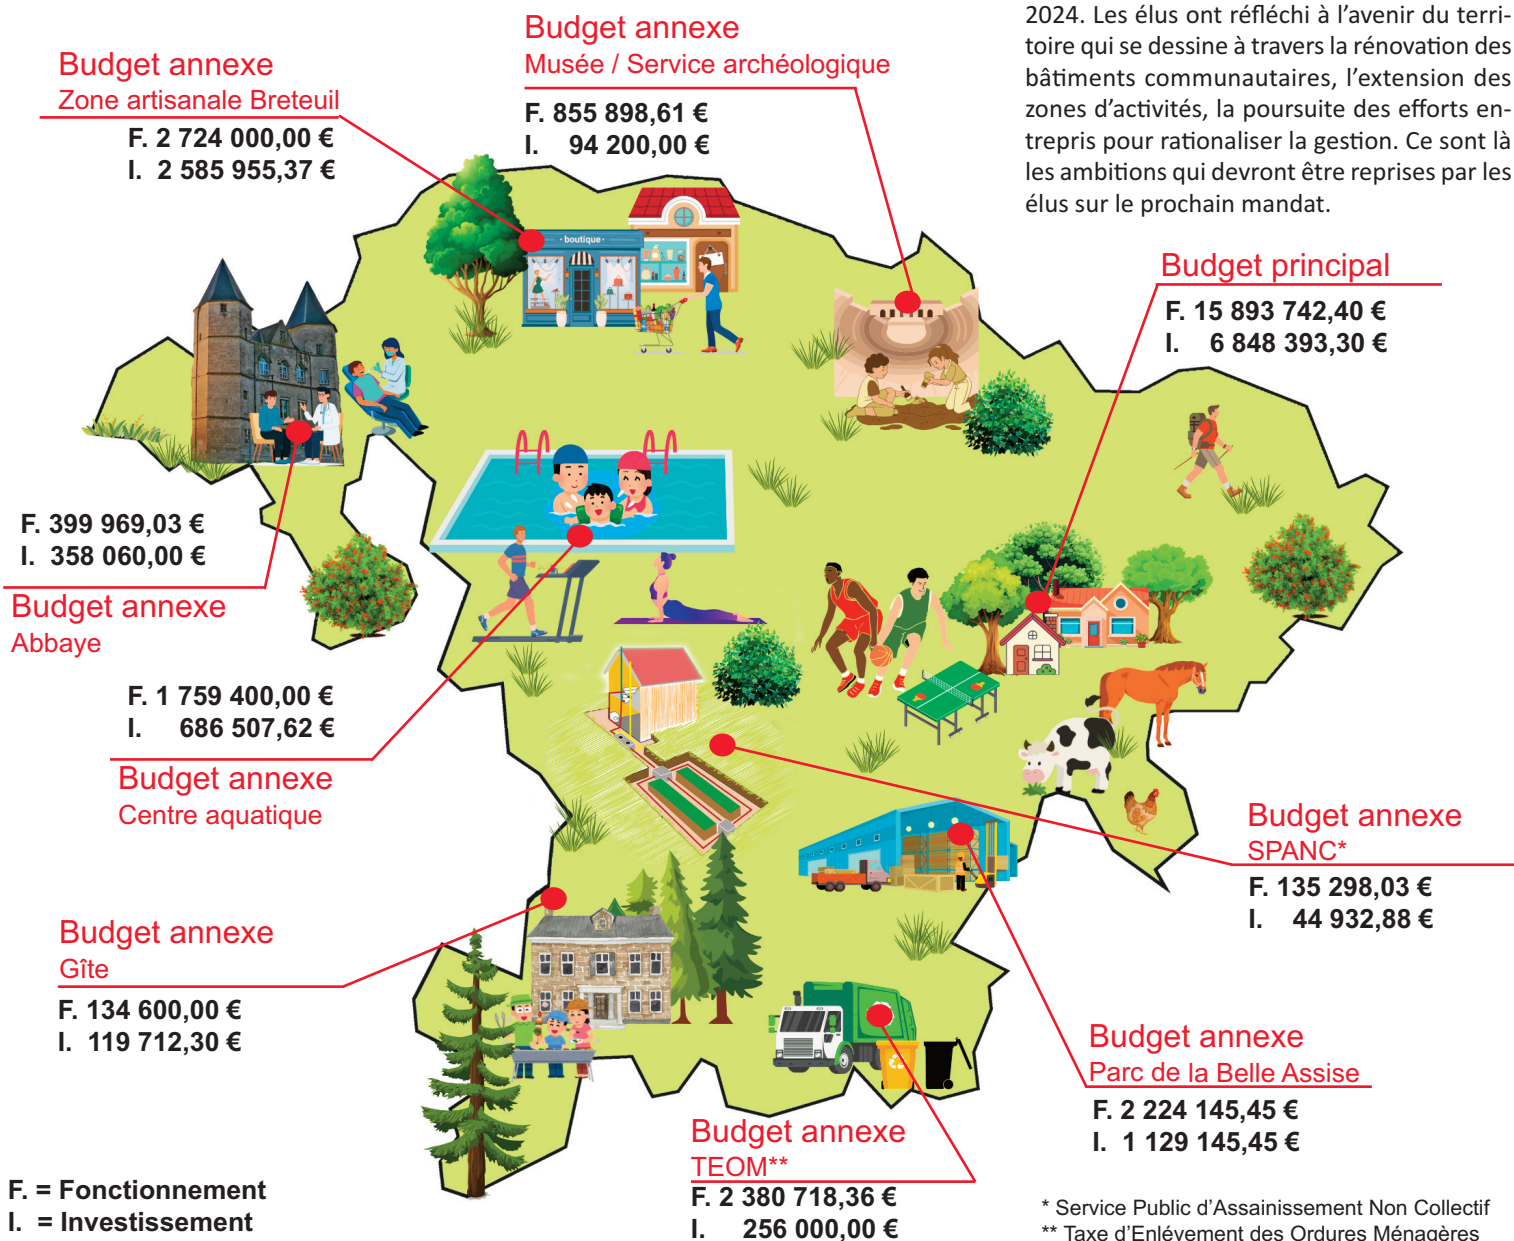 2024. Les élus ont réfléchi à l'avenir du terri-
toire qui se dessine à travers la rénovation des
bâtiments communautaires, l'extension des
zones d'activités, la poursuite des efforts en-
trepris pour rationaliser la gestion. Ce sont là
les ambitions qui devront être reprises par les
élus sur le prochain mandat.
Budget annexe
Zone artisanale Breteuil
F. 2 724 000,00 €
I. 2 585 955,37 €
Budget annexe
Musée / Service archéologique
F. 855 898,61 €
I. 94 200,00 €
Budget principal
F. 15 893 742,40 €
I. 6 848 393,30 €
· boutique ·
F. 399 969,03 €
I. 358 060,00 €
Budget annexe
Abbaye
F. 1 759 400,00 €
I. 686 507,62 €
Budget annexe
Centre aquatique
Budget annexe
SPANC*
F. 135 298,03 €
I. 44 932,88 €
Budget annexe
Gîte
F. 134 600,00 €
I. 119 712,30 €
Budget annexe
Parc de la Belle Assise
F. 2 224 145,45 €
I. 1 129 145,45 €
Budget annexe
TEOM**
F. 2 380 718,36 €
I. 256 000,00 €
F. = Fonctionnement
I. = Investissement
* Service Public d'Assainissement Non Collectif
** Taxe d'Enlévement des Ordures Ménagères